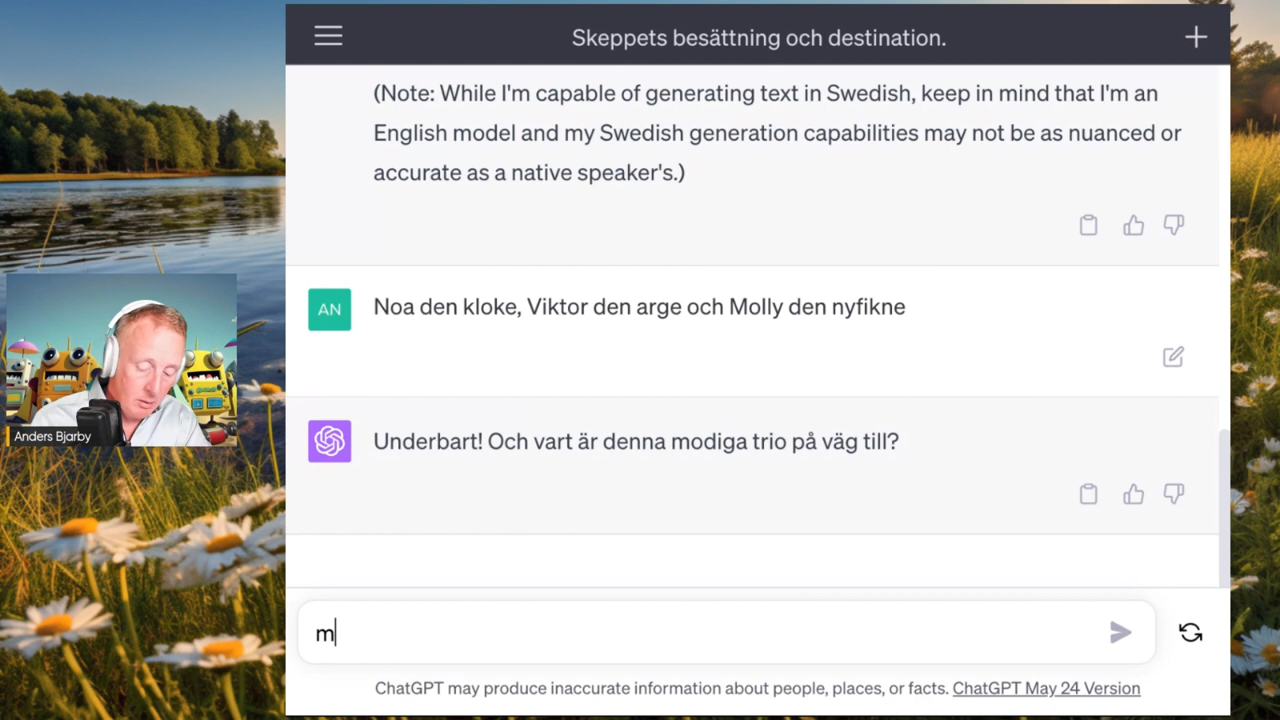 Skeppets besättning och destination.
(Note: While I'm capable of generating text in Swedish, keep in mind that I'm an
English model and my Swedish generation capabilities may not be as nuanced or
accurate as a native speaker's.)
AN
Noa den kloke, Viktor den arge och Molly den nyfikne
Underbart! Och vart är denna modiga trio på väg till?
Anders Bjarby
m
ChatGPT may produce inaccurate information about people, places, or facts. ChatGPT May 24 Version